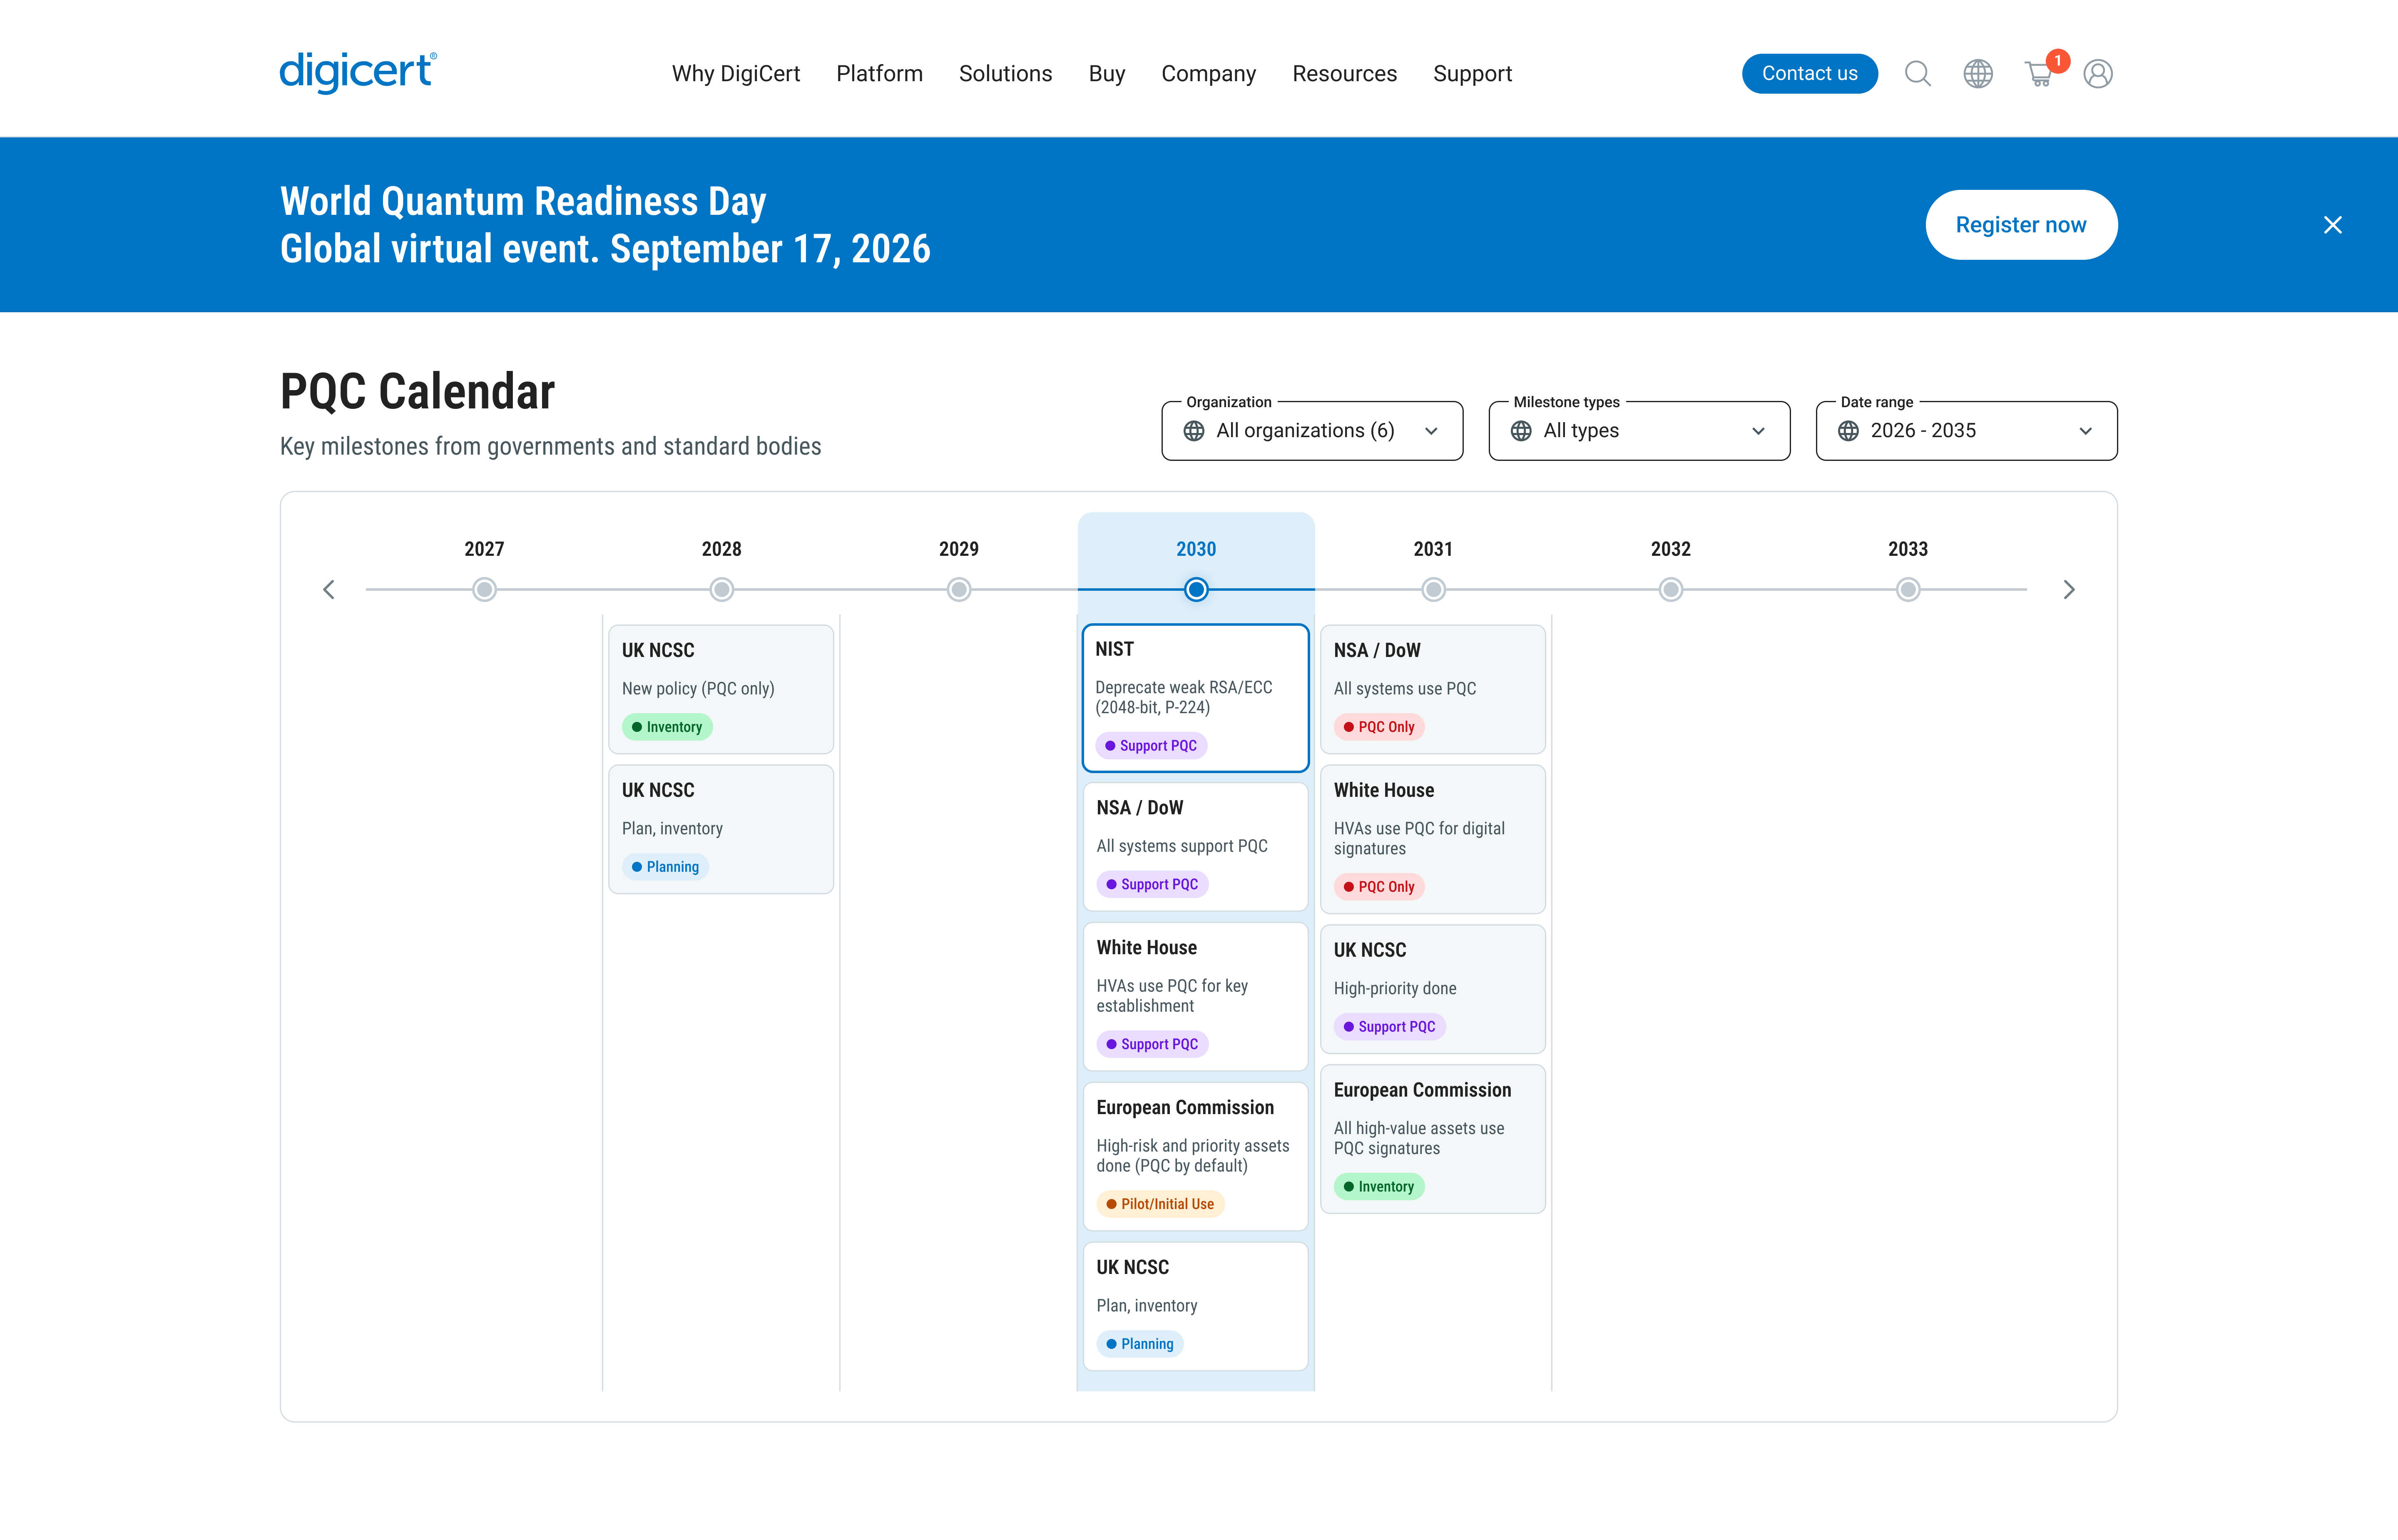 digicert®
Why DigiCert
Platform
Solutions
Buy
Company
Resources
Support
Contact us
1
World Quantum Readiness Day
Global virtual event. September 17, 2026
Register now
PQC Calendar
Key milestones from governments and standard bodies
Organization
All organizations (6)
Milestone types
All types
Date range
2026 - 2035
2027
2028
2029
2030
2031
2032
2033
UK NCSC
New policy (PQC only)
Inventory
UK NCSC
Plan, inventory
Planning
NIST
Deprecate weak RSA/ECC
(2048-bit, P-224)
Support PQC
NSA / DoW
All systems support PQC
Support PQC
White House
HVAs use PQC for key
establishment
Support PQC
European Commission
High-risk and priority assets
done (PQC by default)
Pilot/Initial Use
UK NCSC
Plan, inventory
Planning
NSA / DoW
All systems use PQC
PQC Only
White House
HVAs use PQC for digital
signatures
PQC Only
UK NCSC
High-priority done
Support PQC
European Commission
All high-value assets use
PQC signatures
Inventory